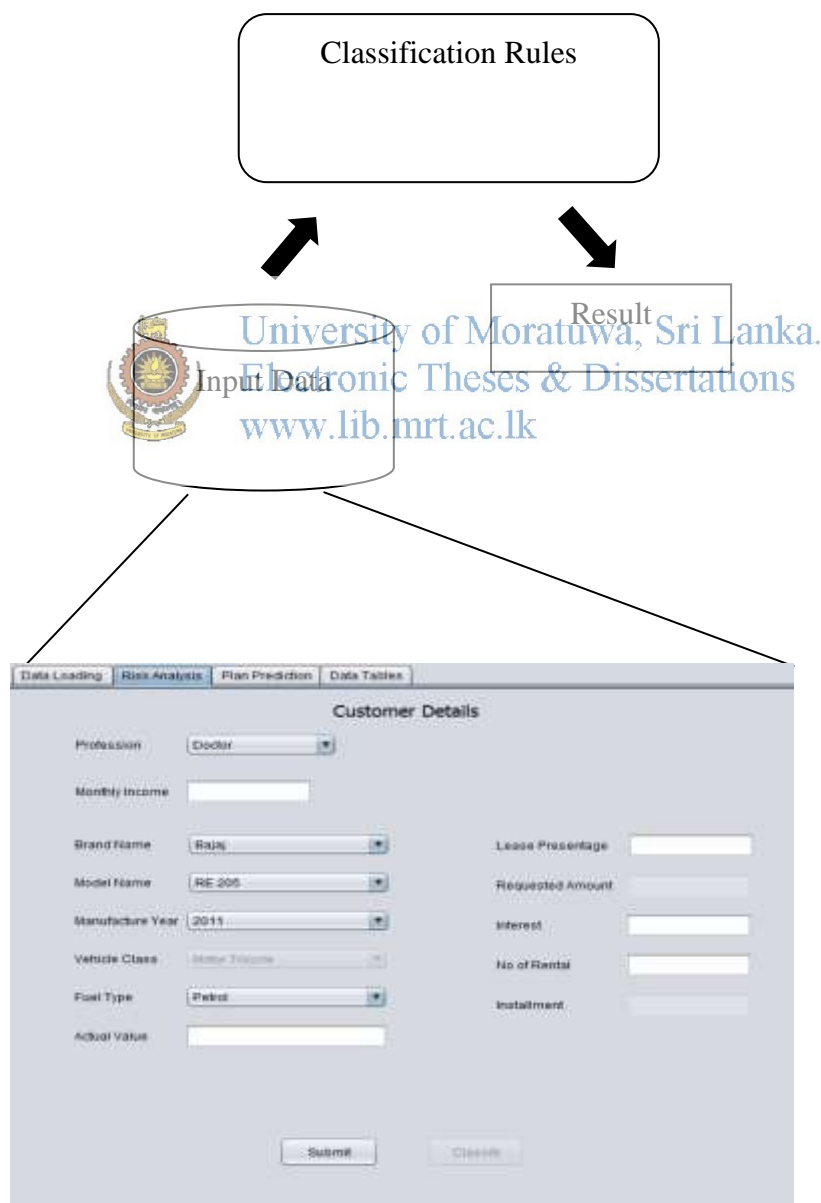 Classification Rules
Result
University of Moratuwa, Sri Lanka.
Input Data
Electronic Theses & Dissertations
www.lib.mrt.ac.lk
Data Loading Risk Analysis Plan Prediction Data Tables
Customer Details
Profession Doctor
Monthly Income
Brand Name Bajaj Lease Presentage
Model Name RE 205 Requested Amount
Manufacture Year 2011 Interest
Vehicle Class Motor Tricycle No of Rental
Fuel Type Petrol Installment
Actual Value
Submit Classify